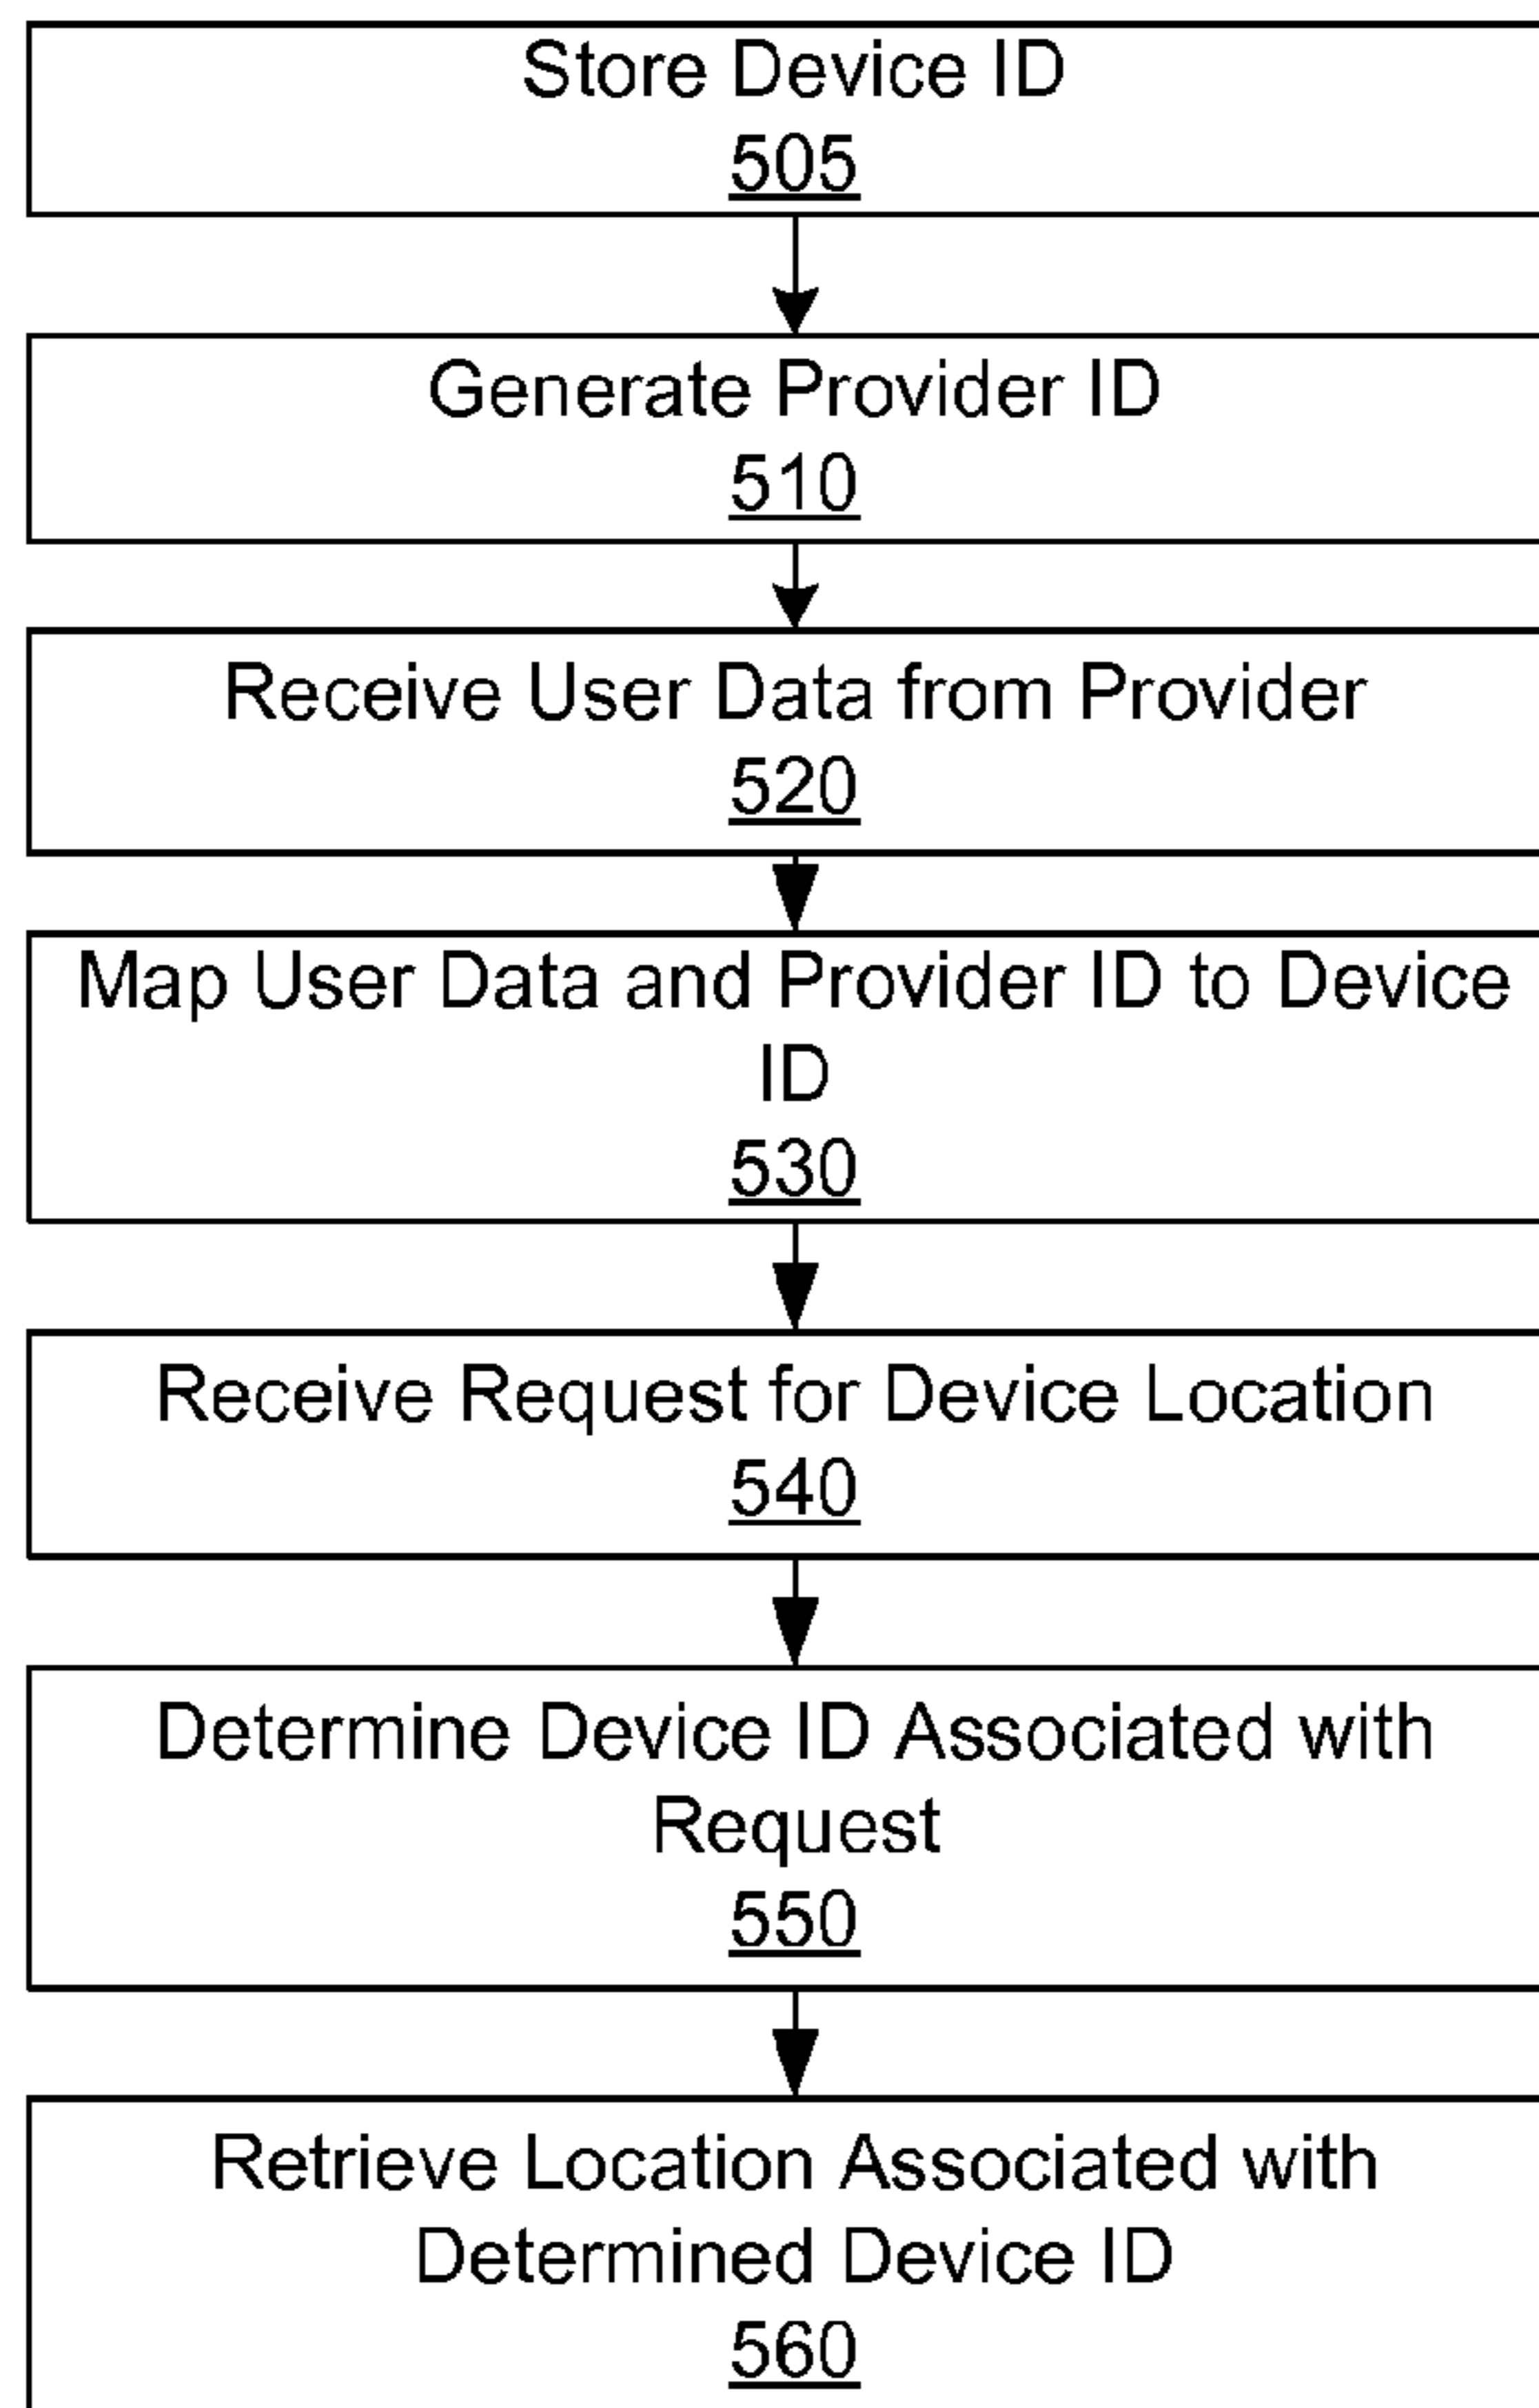 Store Device ID
505
Generate Provider ID
510
Receive User Data from Provider
520
Map User Data and Provider ID to Device
ID
530
Receive Request for Device Location
540
Determine Device ID Associated with
Request
550
Retrieve Location Associated with
Determined Device ID
560